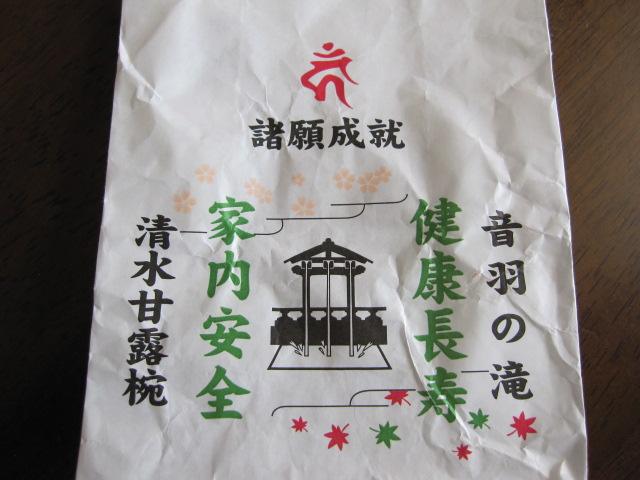 諸願成就
音羽の滝
健康長寿
家内安全
清水甘露椀